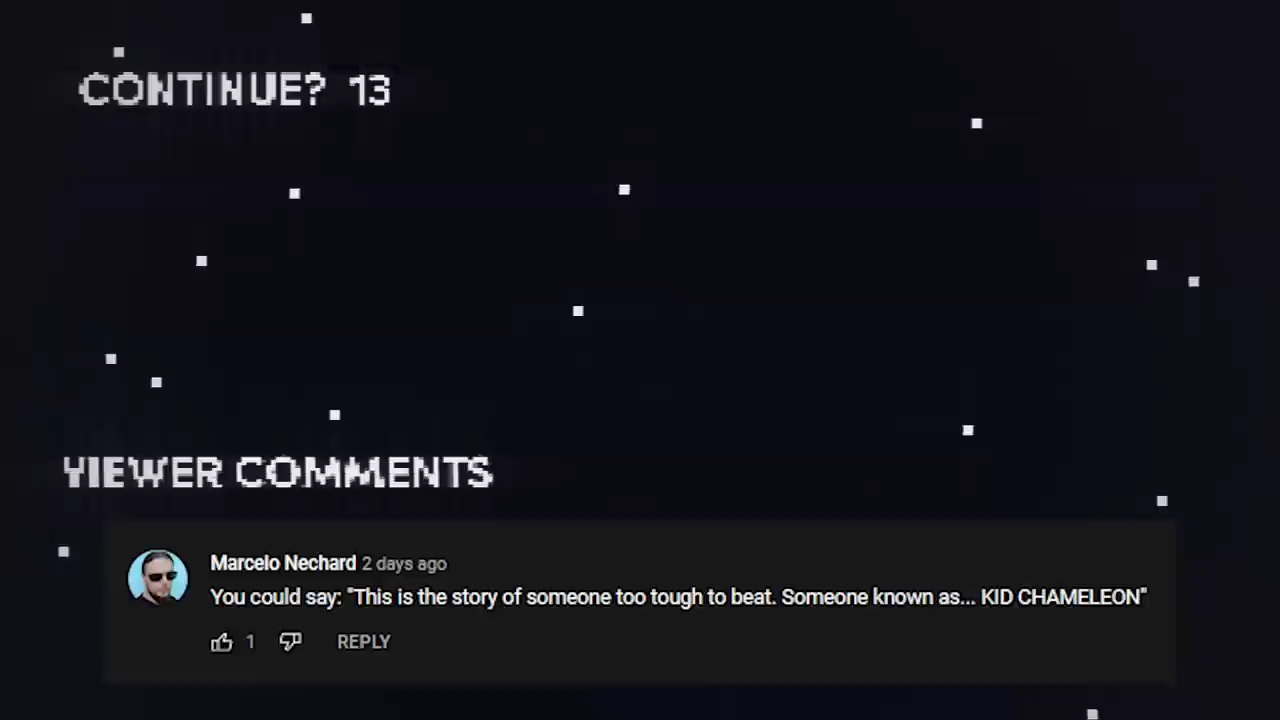 CONTINUE? 13
VIEWER COMMENTS
Marcelo Nechard 2 days ago
You could say: "This is the story of someone too tough to beat. Someone known as... KID CHAMELEON"
1 REPLY